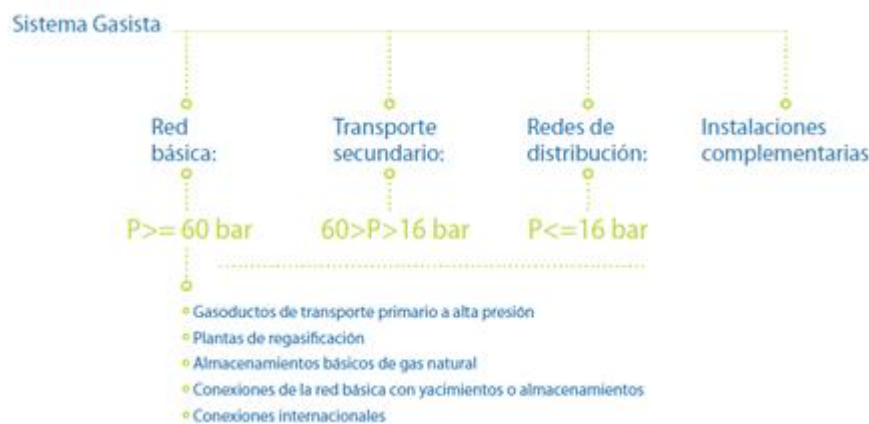 Sistema Gasista
Red
básica:
Transporte
secundario:
Redes de
distribución:
Instalaciones
complementarias
P>= 60 bar
60>P>16 bar
P<=16 bar
Gasoductos de transporte primario a alta presión
Plantas de regasificación
Almacenamientos básicos de gas natural
Conexiones de la red básica con yacimientos o almacenamientos
Conexiones internacionales